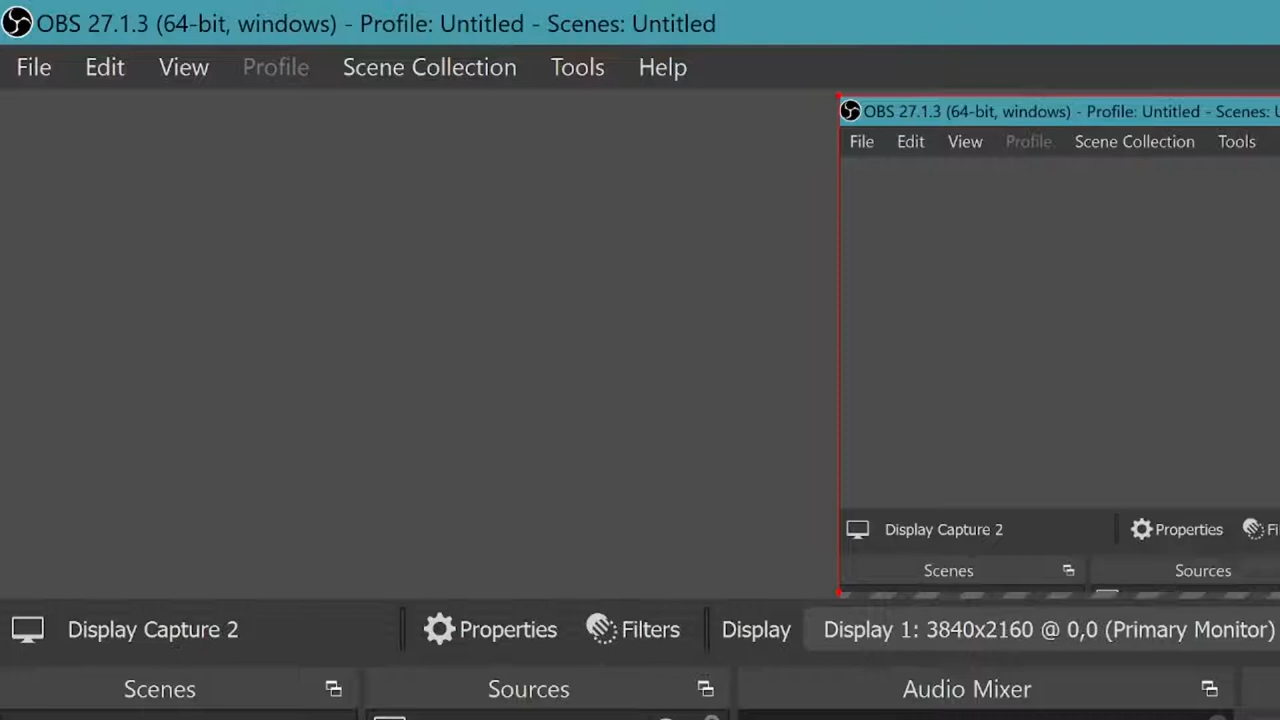 OBS 27.1.3 (64-bit, windows) - Profile: Untitled - Scenes: Untitled
File Edit View Profile Scene Collection Tools Help
OBS 27.1.3 (64-bit, windows) - Profile: Untitled - Scenes:
File Edit View Profile Scene Collection Tools
Display Capture 2 Properties
Scenes Sources
Display Capture 2 Properties Filters Display Display 1: 3840x2160 @ 0,0 (Primary Monitor)
Scenes Sources Audio Mixer